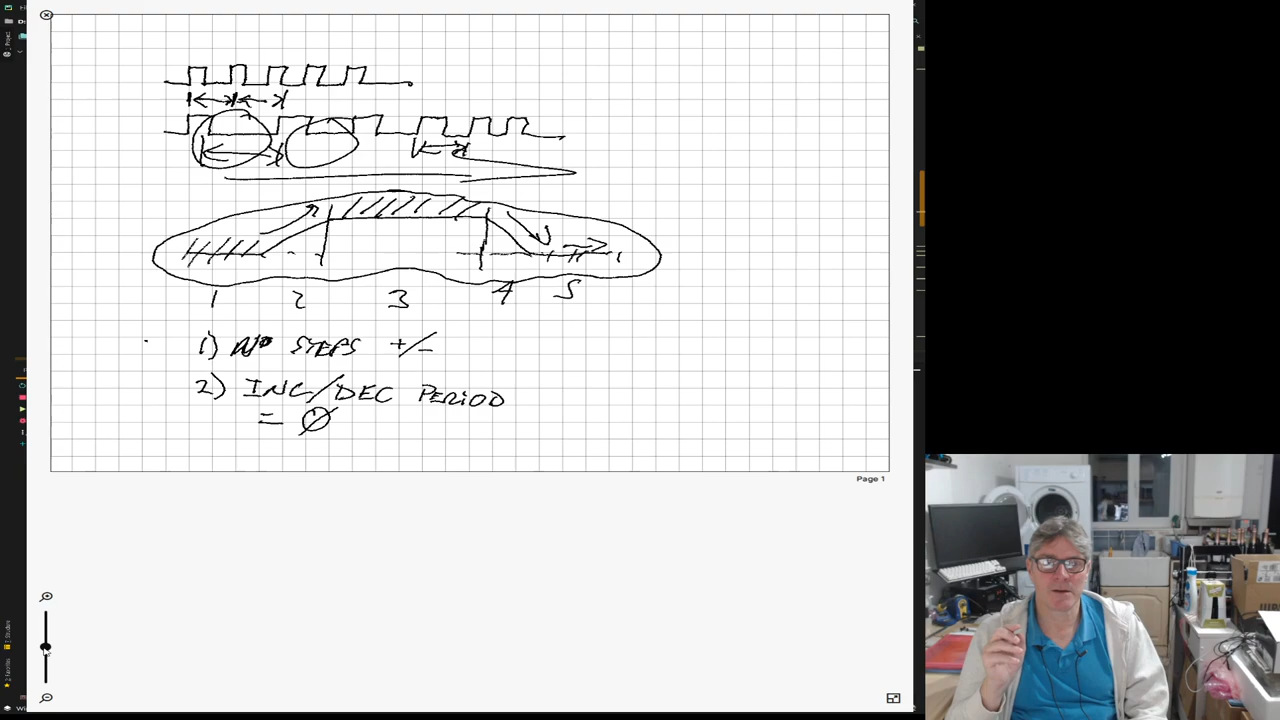 1 2 3 4 5
1) NO STEPS +/-
2) INC/DEC PERIOD
= Ø
Page 1